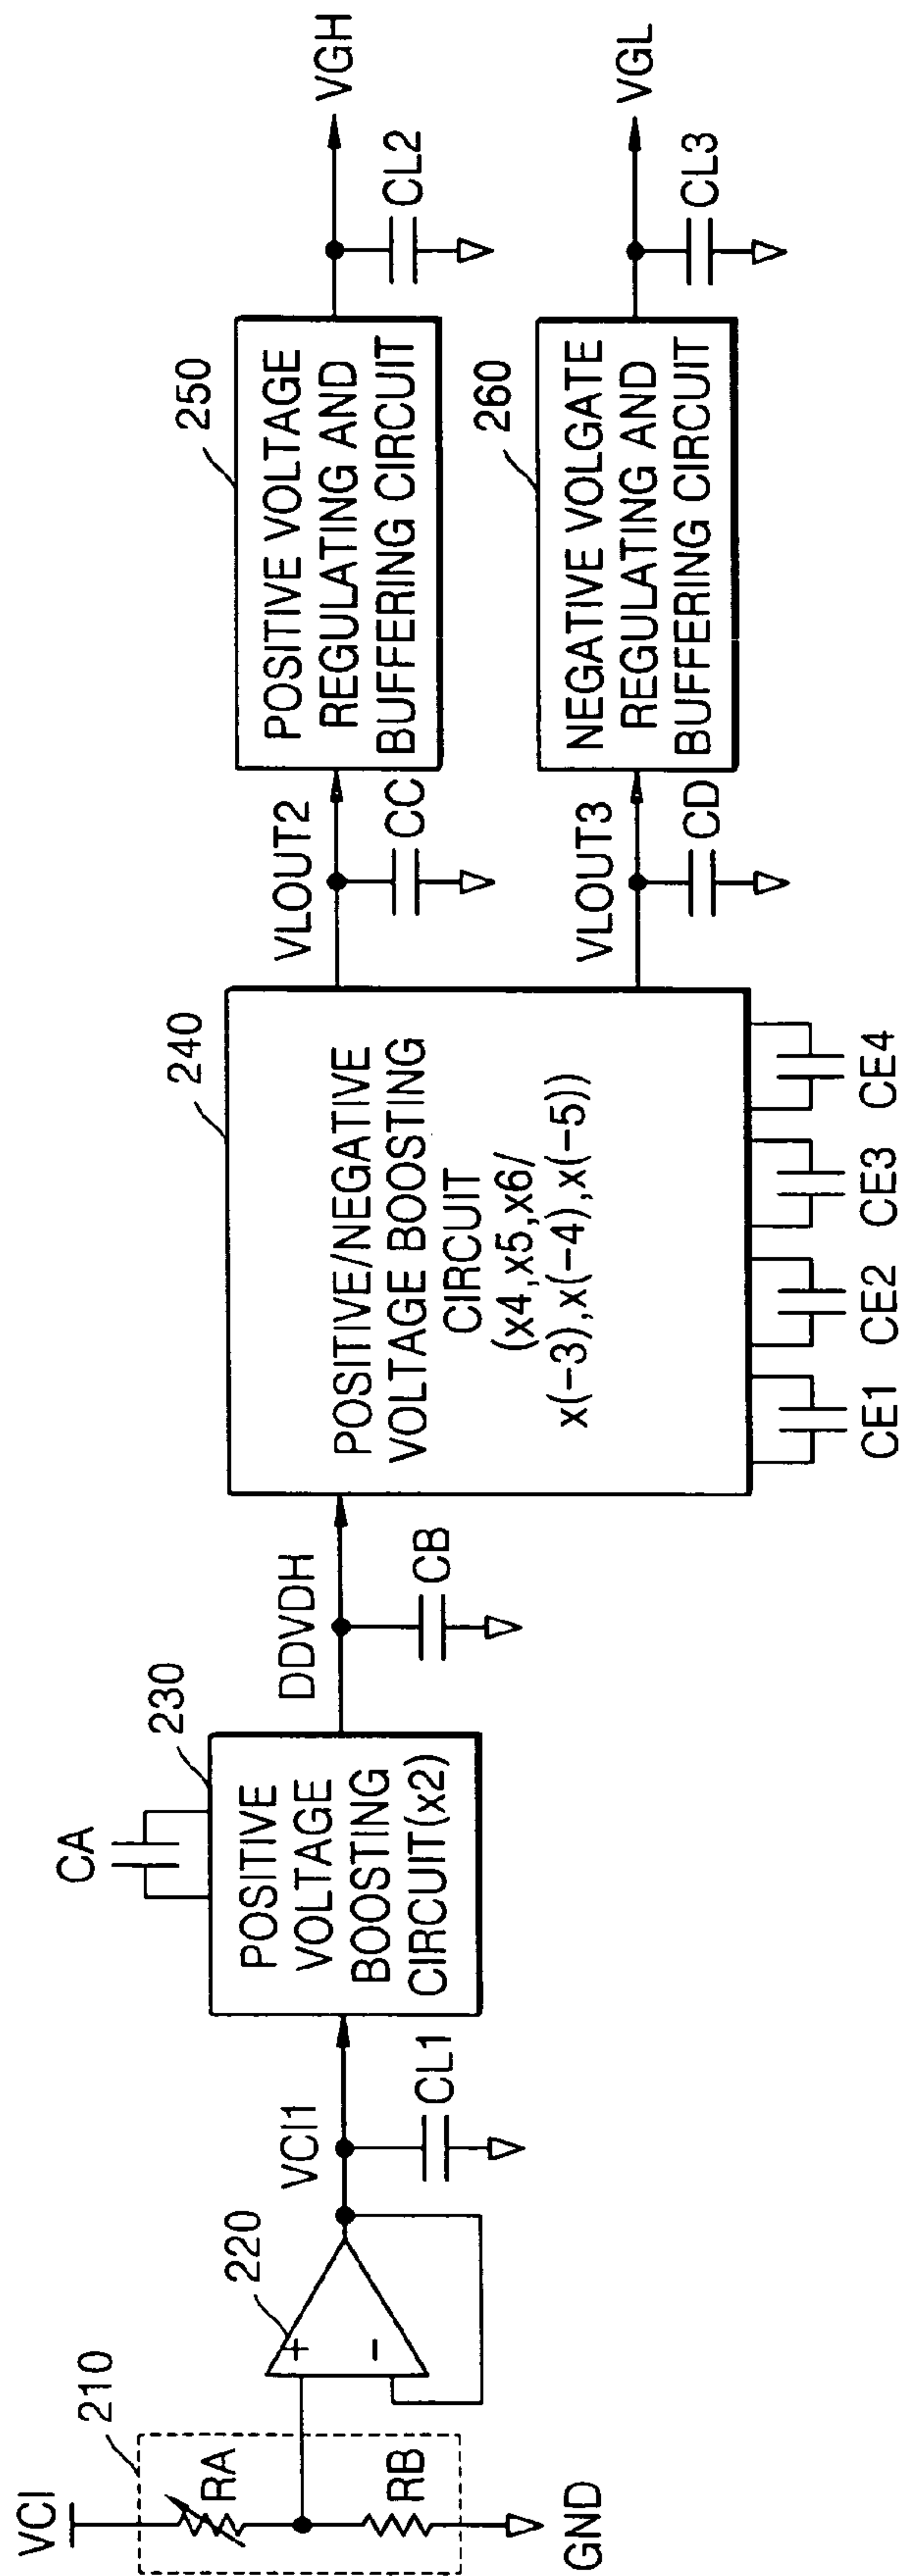 VCI
210
RA
RB
GND
220
+
-
VCI1
CL1
CA
230
POSITIVE
VOLTAGE
BOOSTING
CIRCUIT(x2)
DDVDH
CB
240
POSITIVE/NEGATIVE
VOLTAGE BOOSTING
CIRCUIT
(x4,x5,x6/
x(-3),x(-4),x(-5))
CE1
CE2
CE3
CE4
VLOUT2
CC
VLOUT3
CD
250
POSITIVE VOLTAGE
REGULATING AND
BUFFERING CIRCUIT
260
NEGATIVE VOLGATE
REGULATING AND
BUFFERING CIRCUIT
VGH
CL2
VGL
CL3